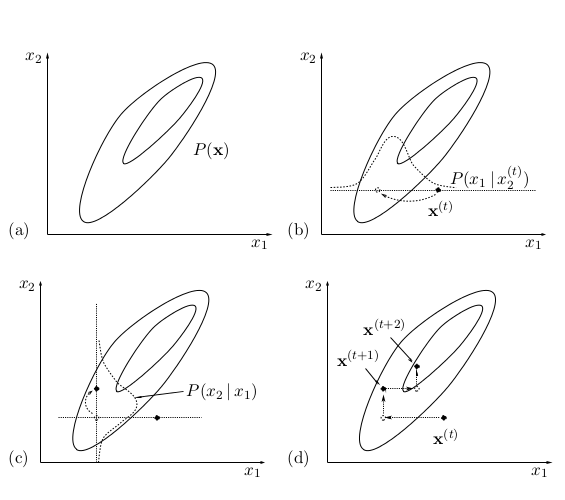 x₂
P(x)
(a)
x₁
x₂
P(x₁ | x₂⁽ᵗ⁾)
x⁽ᵗ⁾
(b)
x₁
x₂
P(x₂ | x₁)
(c)
x₁
x₂
x⁽ᵗ⁺²⁾
x⁽ᵗ⁺¹⁾
x⁽ᵗ⁾
(d)
x₁